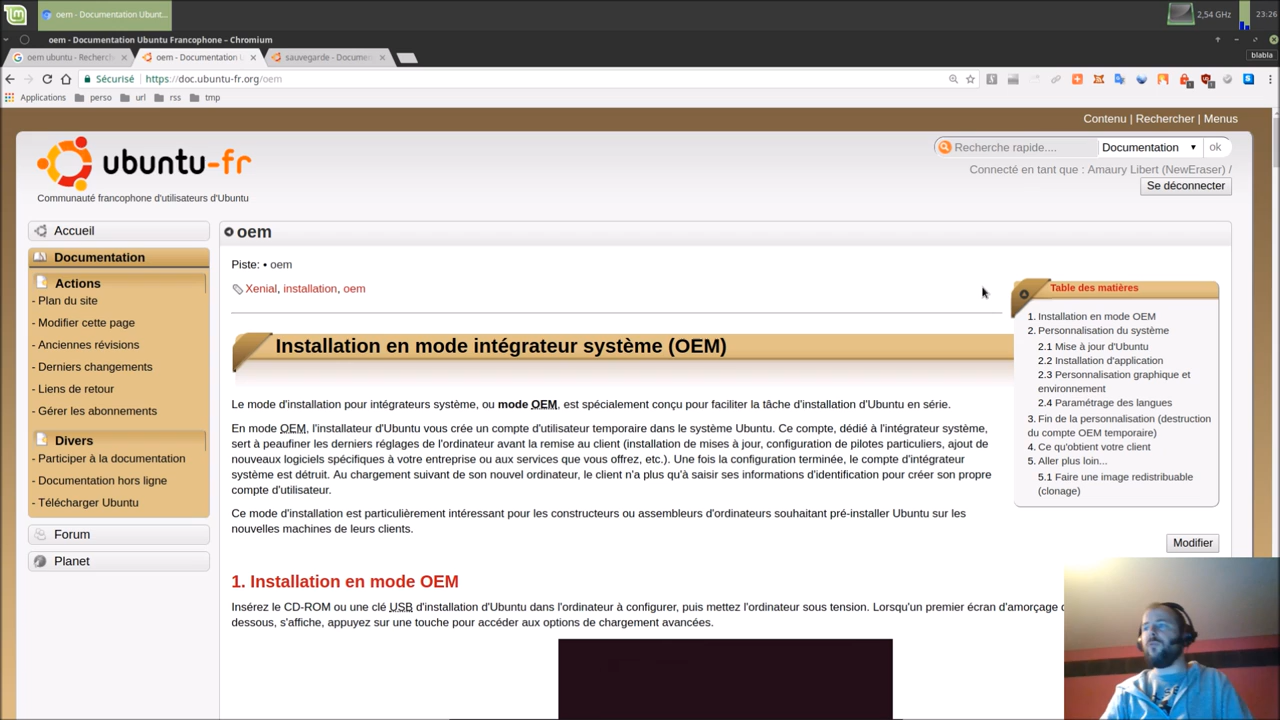 oem - Documentation Ubunt...
2,54 GHz
23:26
oem - Documentation Ubuntu Francophone - Chromium
oem ubuntu - Recherch
oem - Documentation U
sauvegarde - Documen
blabla
Sécurisé
https://doc.ubuntu-fr.org/oem
Applications
perso
url
rss
tmp
Contenu | Rechercher | Menus
ubuntu-fr
Communauté francophone d'utilisateurs d'Ubuntu
Recherche rapide....
Documentation
ok
Connecté en tant que : Amaury Libert (NewEraser) /
Se déconnecter
Accueil
Documentation
Actions
- Plan du site
- Modifier cette page
- Anciennes révisions
- Derniers changements
- Liens de retour
- Gérer les abonnements
Divers
- Participer à la documentation
- Documentation hors ligne
- Télécharger Ubuntu
Forum
Planet
oem
Piste: • oem
Xenial, installation, oem
Table des matières
1. Installation en mode OEM
2. Personnalisation du système
2.1 Mise à jour d'Ubuntu
2.2 Installation d'application
2.3 Personnalisation graphique et
environnement
2.4 Paramétrage des langues
3. Fin de la personnalisation (destruction
du compte OEM temporaire)
4. Ce qu'obtient votre client
5. Aller plus loin...
5.1 Faire une image redistribuable
(clonage)
Installation en mode intégrateur système (OEM)
Le mode d'installation pour intégrateurs système, ou mode OEM, est spécialement conçu pour faciliter la tâche d'installation d'Ubuntu en série.
En mode OEM, l'installateur d'Ubuntu vous crée un compte d'utilisateur temporaire dans le système Ubuntu. Ce compte, dédié à l'intégrateur système,
sert à peaufiner les derniers réglages de l'ordinateur avant la remise au client (installation de mises à jour, configuration de pilotes particuliers, ajout de
nouveaux logiciels spécifiques à votre entreprise ou aux services que vous offrez, etc.). Une fois la configuration terminée, le compte d'intégrateur
système est détruit. Au chargement suivant de son nouvel ordinateur, le client n'a plus qu'à saisir ses informations d'identification pour créer son propre
compte d'utilisateur.
Ce mode d'installation est particulièrement intéressant pour les constructeurs ou assembleurs d'ordinateurs souhaitant pré-installer Ubuntu sur les
nouvelles machines de leurs clients.
Modifier
1. Installation en mode OEM
Insérez le CD-ROM ou une clé USB d'installation d'Ubuntu dans l'ordinateur à configurer, puis mettez l'ordinateur sous tension. Lorsqu'un premier écran d'amorçage
dessous, s'affiche, appuyez sur une touche pour accéder aux options de chargement avancées.